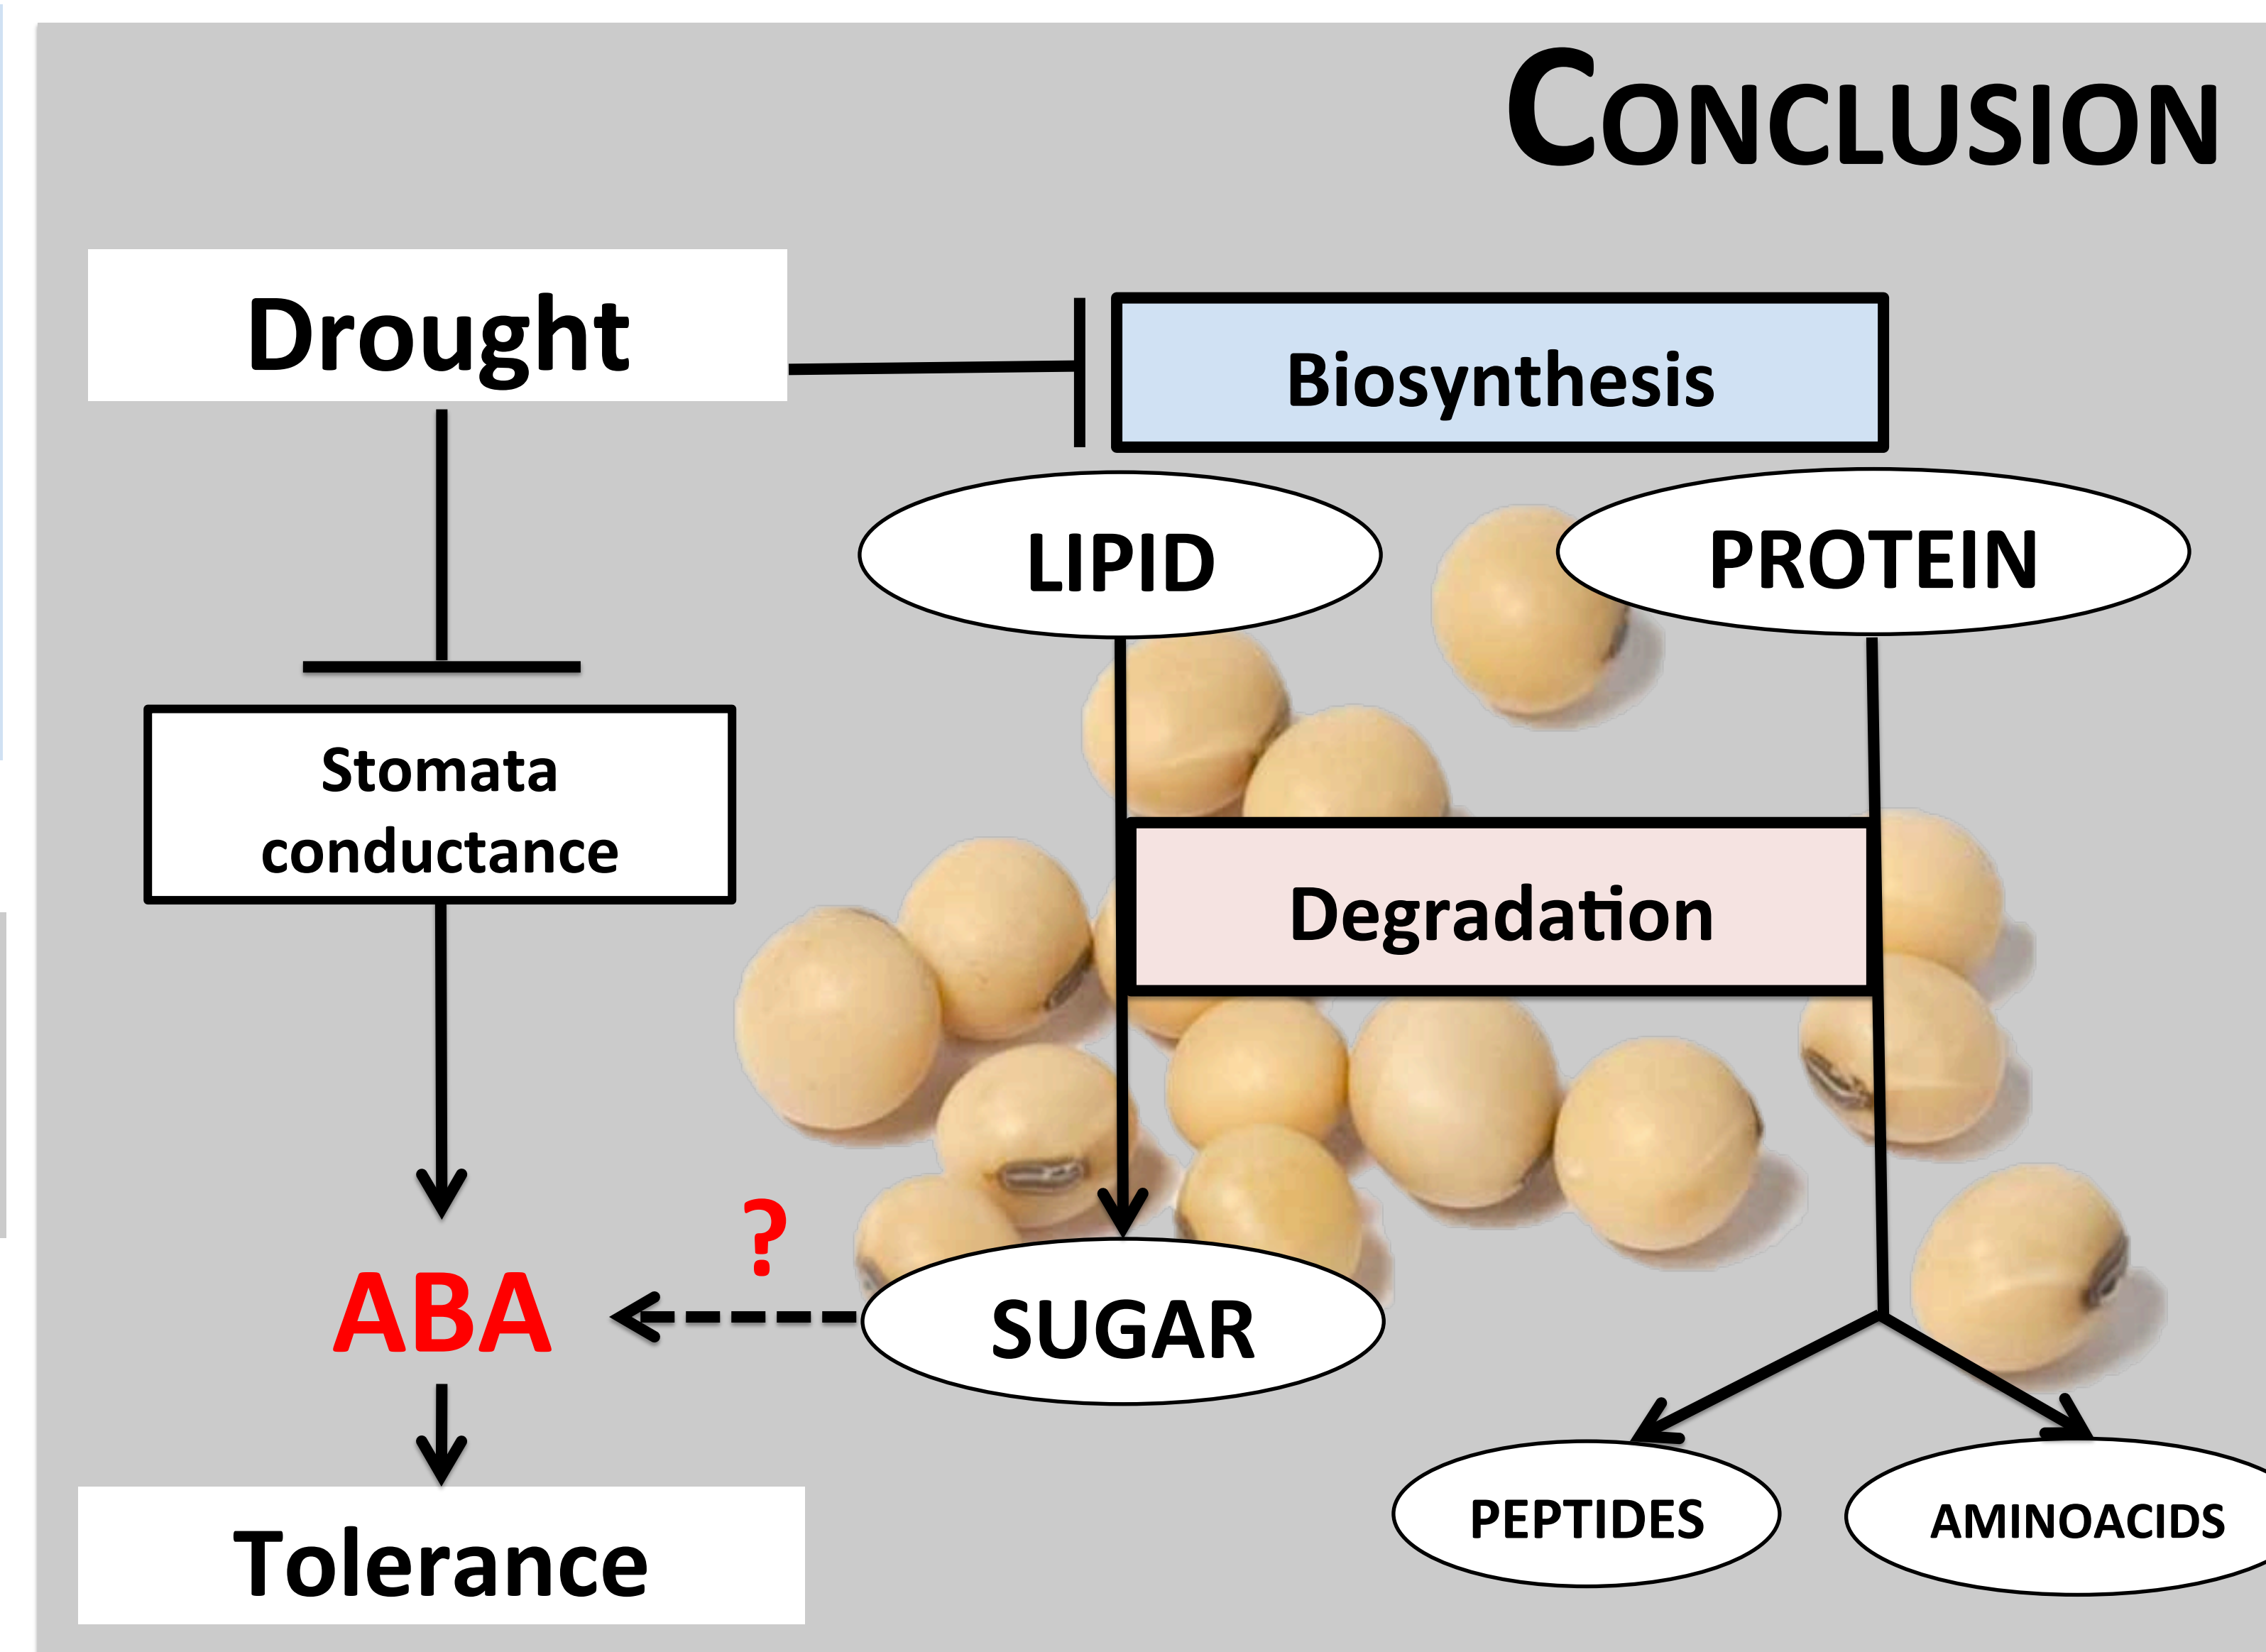 CONCLUSION
Drought
Biosynthesis
LIPID
PROTEIN
Stomata
conductance
Degradation
?
ABA
SUGAR
PEPTIDES
AMINOACIDS
Tolerance